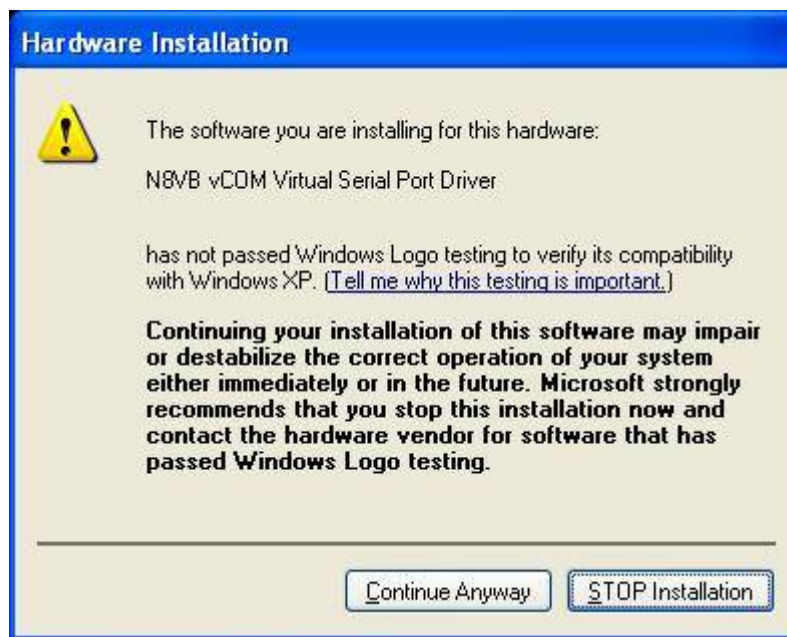 Hardware Installation
The software you are installing for this hardware:
N8VB vCOM Virtual Serial Port Driver
has not passed Windows Logo testing to verify its compatibility
with Windows XP. (Tell me why this testing is important.)
Continuing your installation of this software may impair
or destabilize the correct operation of your system
either immediately or in the future. Microsoft strongly
recommends that you stop this installation now and
contact the hardware vendor for software that has
passed Windows Logo testing.
Continue Anyway
STOP Installation